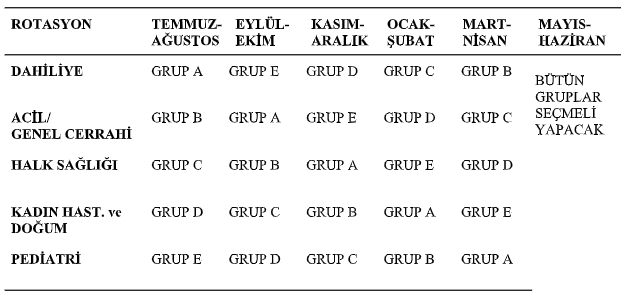 ROTASYON TEMMUZ- EYLÜL- KASIM- OCAK- MART- MAYIS-
AĞUSTOS EKİM ARALIK ŞUBAT NİSAN HAZİRAN
DAHİLİYE GRUP A GRUP E GRUP D GRUP C GRUP B
BÜTÜN
GRUPLAR
SEÇMELİ
YAPACAK
ACİL/ GRUP B GRUP A GRUP E GRUP D GRUP C
GENEL CERRAHİ
HALK SAĞLIĞI GRUP C GRUP B GRUP A GRUP E GRUP D
KADIN HAST. ve GRUP D GRUP C GRUP B GRUP A GRUP E
DOĞUM
PEDİATRİ GRUP E GRUP D GRUP C GRUP B GRUP A